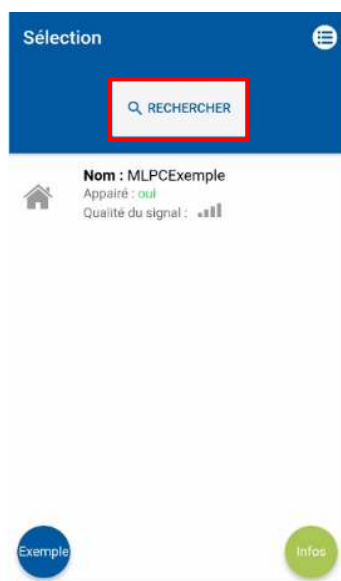 Sélection
RECHERCHER
Nom : MLPCExemple
Appairé : oui
Qualité du signal :
Exemple
Infos